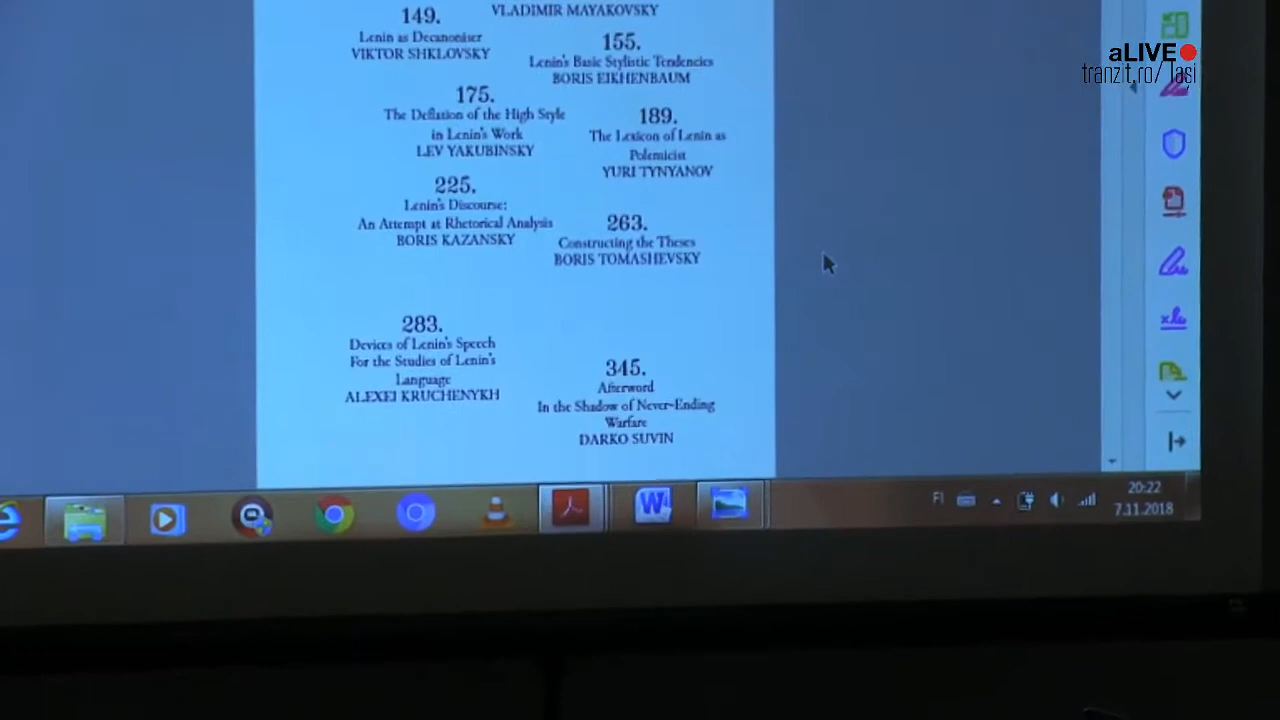 VLADIMIR MAYAKOVSKY
149.
Lenin as Decanoniser
VIKTOR SHKLOVSKY
155.
Lenin's Basic Stylistic Tendencies
BORIS EIKHENBAUM
175.
The Deflation of the High Style
in Lenin's Work
LEV YAKUBINSKY
189.
The Lexicon of Lenin as
Polemicist
YURI TYNYANOV
225.
Lenin's Discourse:
An Attempt at Rhetorical Analysis
BORIS KAZANSKY
263.
Constructing the Theses
BORIS TOMASHEVSKY
283.
Devices of Lenin's Speech
For the Studies of Lenin's
Language
ALEXEI KRUCHENYKH
345.
Afterword
In the Shadow of Never-Ending
Warfare
DARKO SUVIN
aLIVE
tranzit.ro/Iași
FI
20:22
7.11.2018